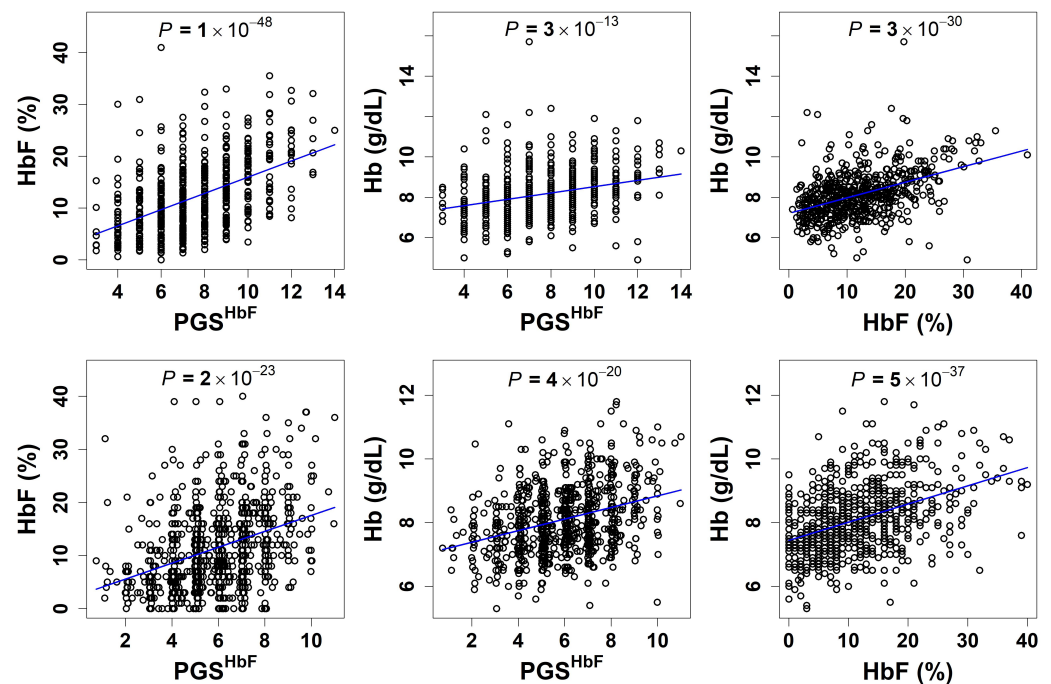 P = 1 × 10⁻⁴⁸
HbF (%)
0 10 20 30 40
4 6 8 10 12 14
PGS^HbF
P = 3 × 10⁻¹³
Hb (g/dL)
6 8 10 14
4 6 8 10 12 14
PGS^HbF
P = 3 × 10⁻³⁰
Hb (g/dL)
6 8 10 14
0 10 20 30 40
HbF (%)
P = 2 × 10⁻²³
HbF (%)
0 10 20 30 40
2 4 6 8 10
PGS^HbF
P = 4 × 10⁻²⁰
Hb (g/dL)
6 8 10 12
2 4 6 8 10
PGS^HbF
P = 5 × 10⁻³⁷
Hb (g/dL)
6 8 10 12
0 10 20 30 40
HbF (%)